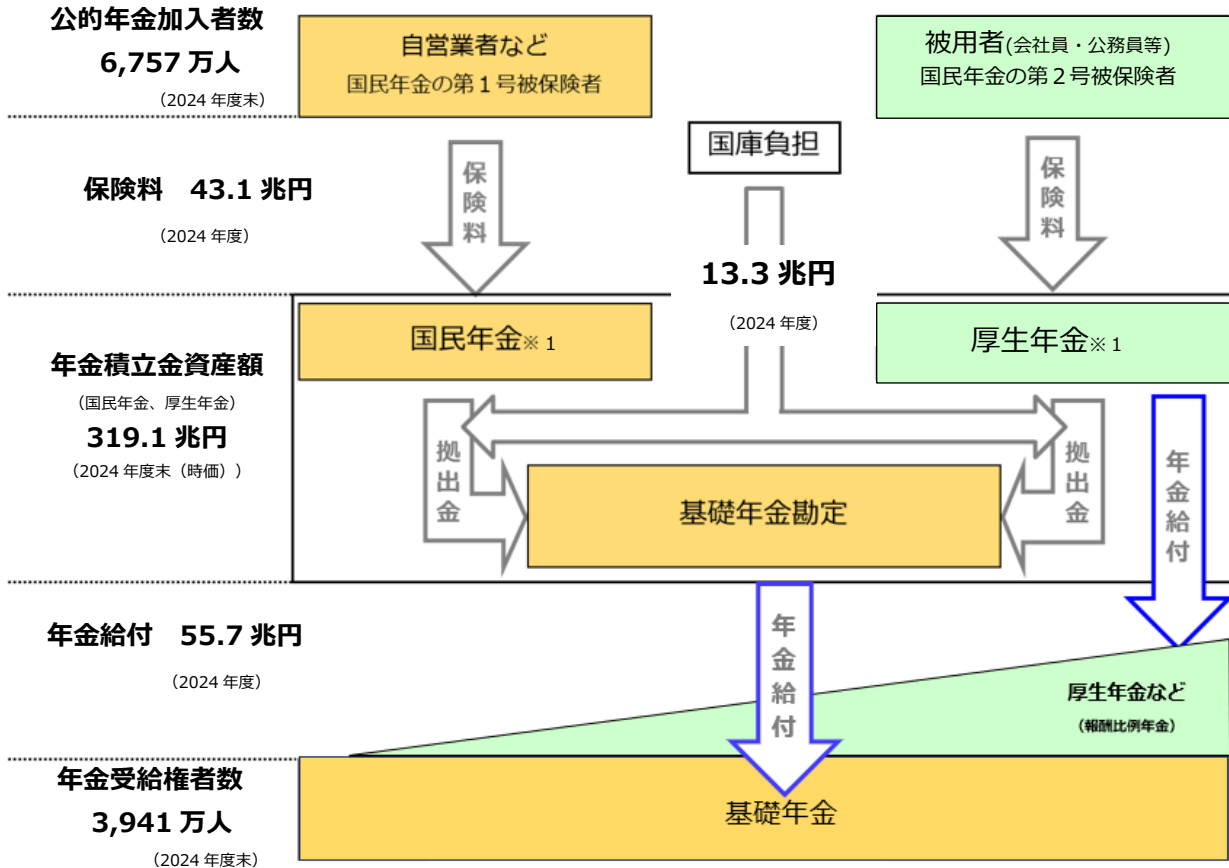 公的年金加入者数
6,757 万人
（2024 年度末）
自営業者など
国民年金の第１号被保険者
被用者(会社員・公務員等)
国民年金の第２号被保険者
国庫負担
保険料
保険料
保険料　43.1 兆円
（2024 年度）
13.3 兆円
（2024 年度）
国民年金※１
厚生年金※１
年金積立金資産額
（国民年金、厚生年金）
319.1 兆円
（2024 年度末（時価））
拠出金
拠出金
基礎年金勘定
年金給付
年金給付　55.7 兆円
（2024 年度）
年金給付
厚生年金など
（報酬比例年金）
年金受給権者数
3,941 万人
（2024 年度末）
基礎年金